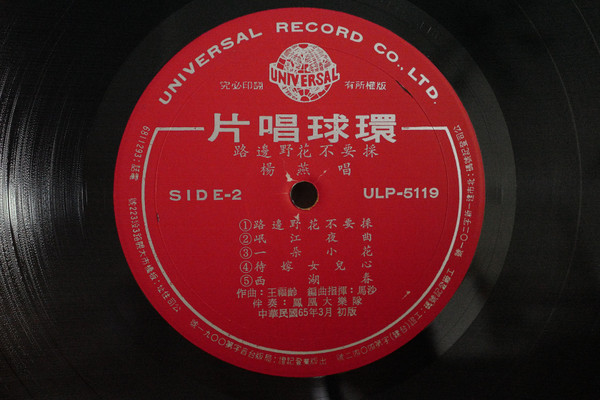 UNIVERSAL RECORD CO., LTD.
UNIVERSAL
究必印翻 有所權版
片唱球環
路邊野花不要採
楊燕唱
SIDE-2 ULP-5119
①路邊野花不要採
②岷江夜曲
③一朵小花
④待嫁女兒心
⑤西湖春
作曲：王福齡 編曲指揮：馬沙
伴奏：鳳凰大樂隊
中華民國65年3月 初版